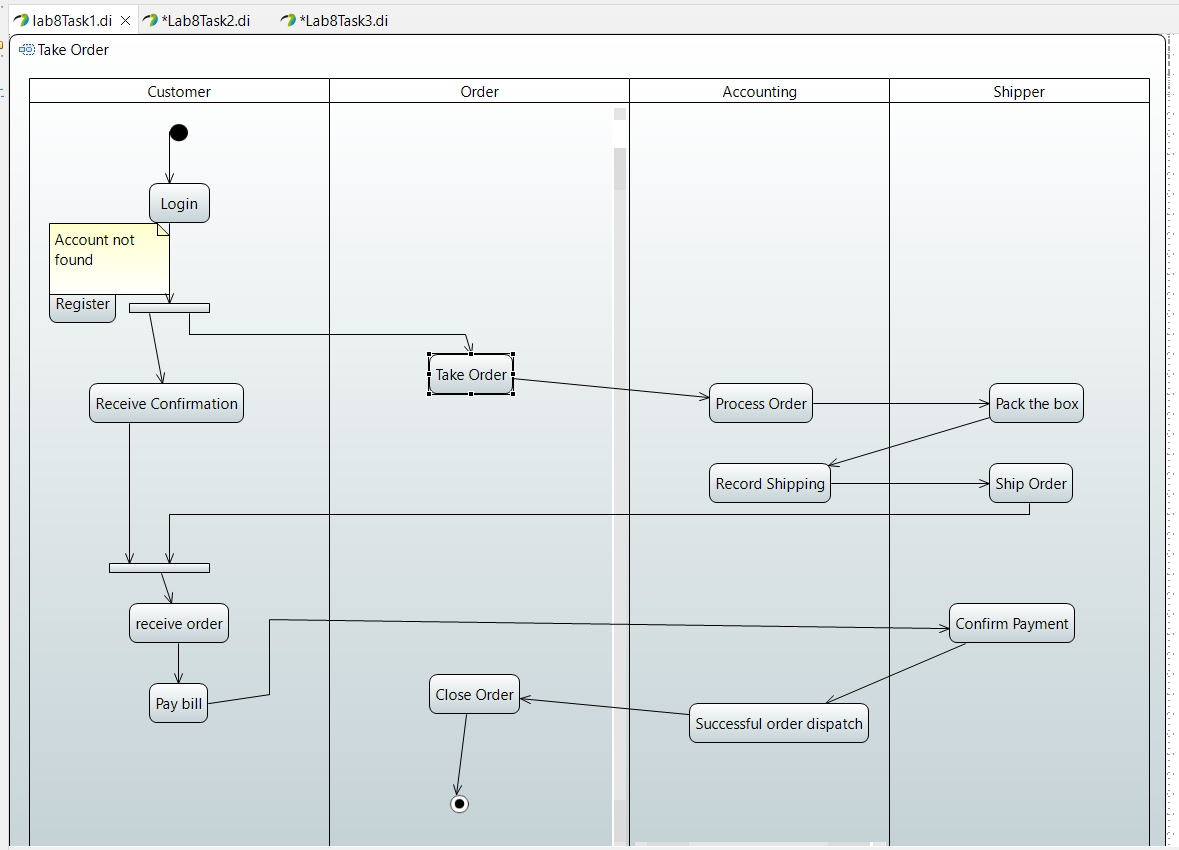 lab8Task1.di
*Lab8Task2.di
*Lab8Task3.di
Take Order
Customer
Order
Accounting
Shipper
Login
Account not
found
Register
Take Order
Receive Confirmation
Process Order
Pack the box
Record Shipping
Ship Order
receive order
Confirm Payment
Close Order
Pay bill
Successful order dispatch